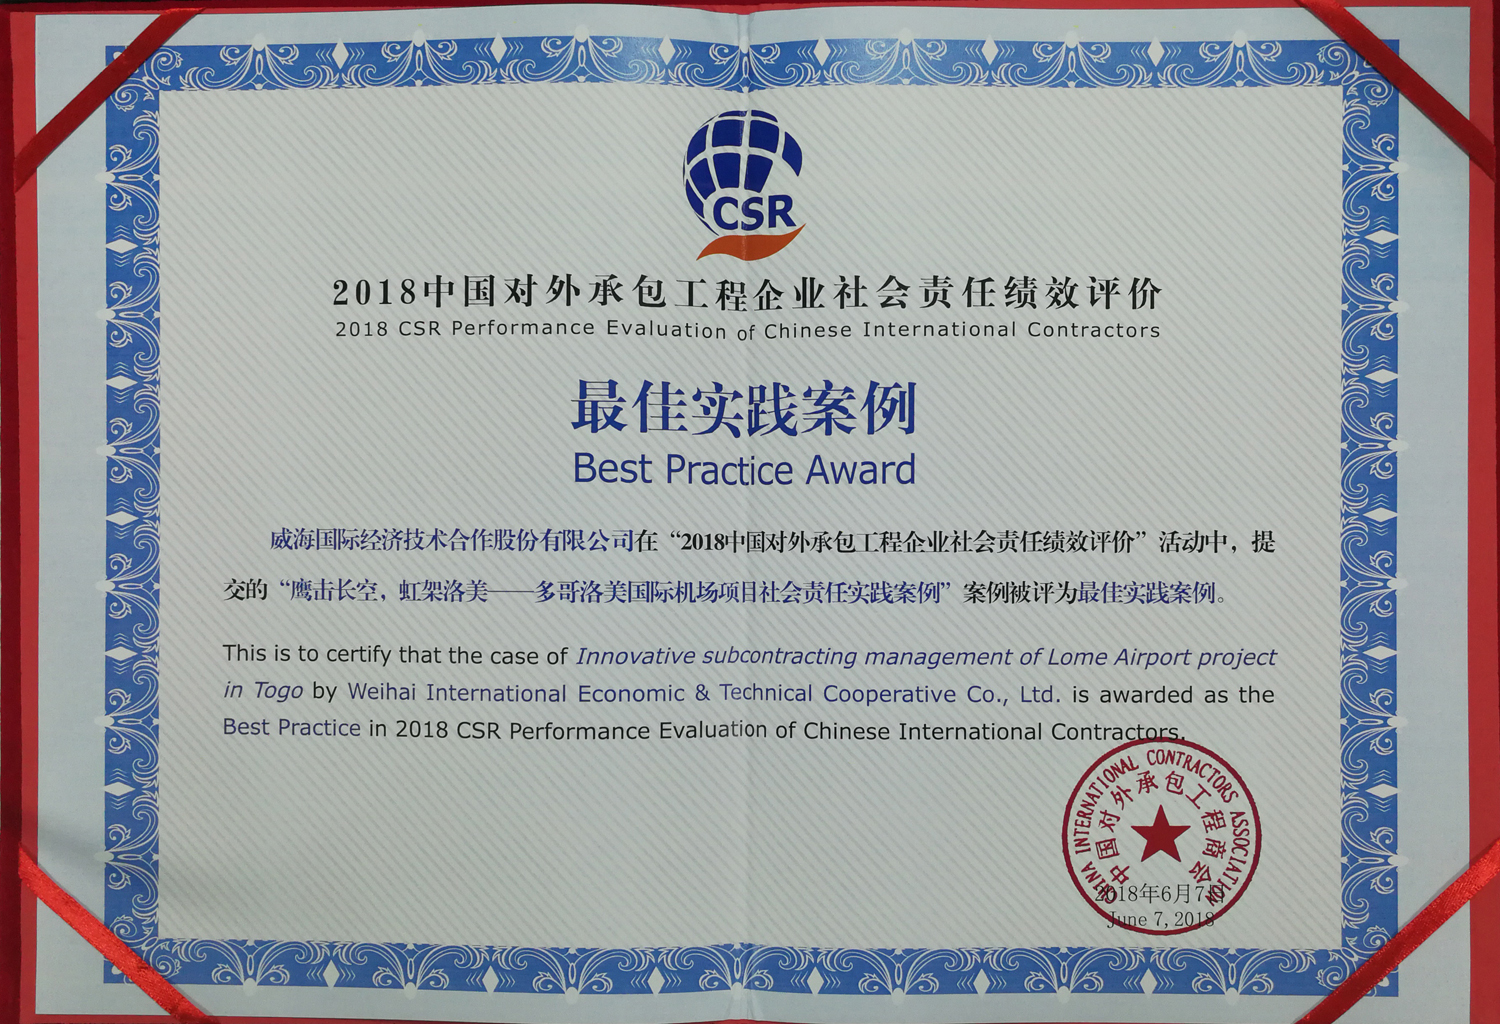 CSR
2018中国对外承包工程企业社会责任绩效评价
2018 CSR Performance Evaluation of Chinese International Contractors
最佳实践案例
Best Practice Award
威海国际经济技术合作股份有限公司在“2018中国对外承包工程企业社会责任绩效评价”活动中，提
交的“鹰击长空，虹架洛美——多哥洛美国际机场项目社会责任实践案例”案例被评为最佳实践案例。
This is to certify that the case of Innovative subcontracting management of Lome Airport project
in Togo by Weihai International Economic & Technical Cooperative Co., Ltd. is awarded as the
Best Practice in 2018 CSR Performance Evaluation of Chinese International Contractors.
CHINA INTERNATIONAL CONTRACTORS ASSOCIATION
中国对外承包工程商会
2018年6月7日
June 7, 2018